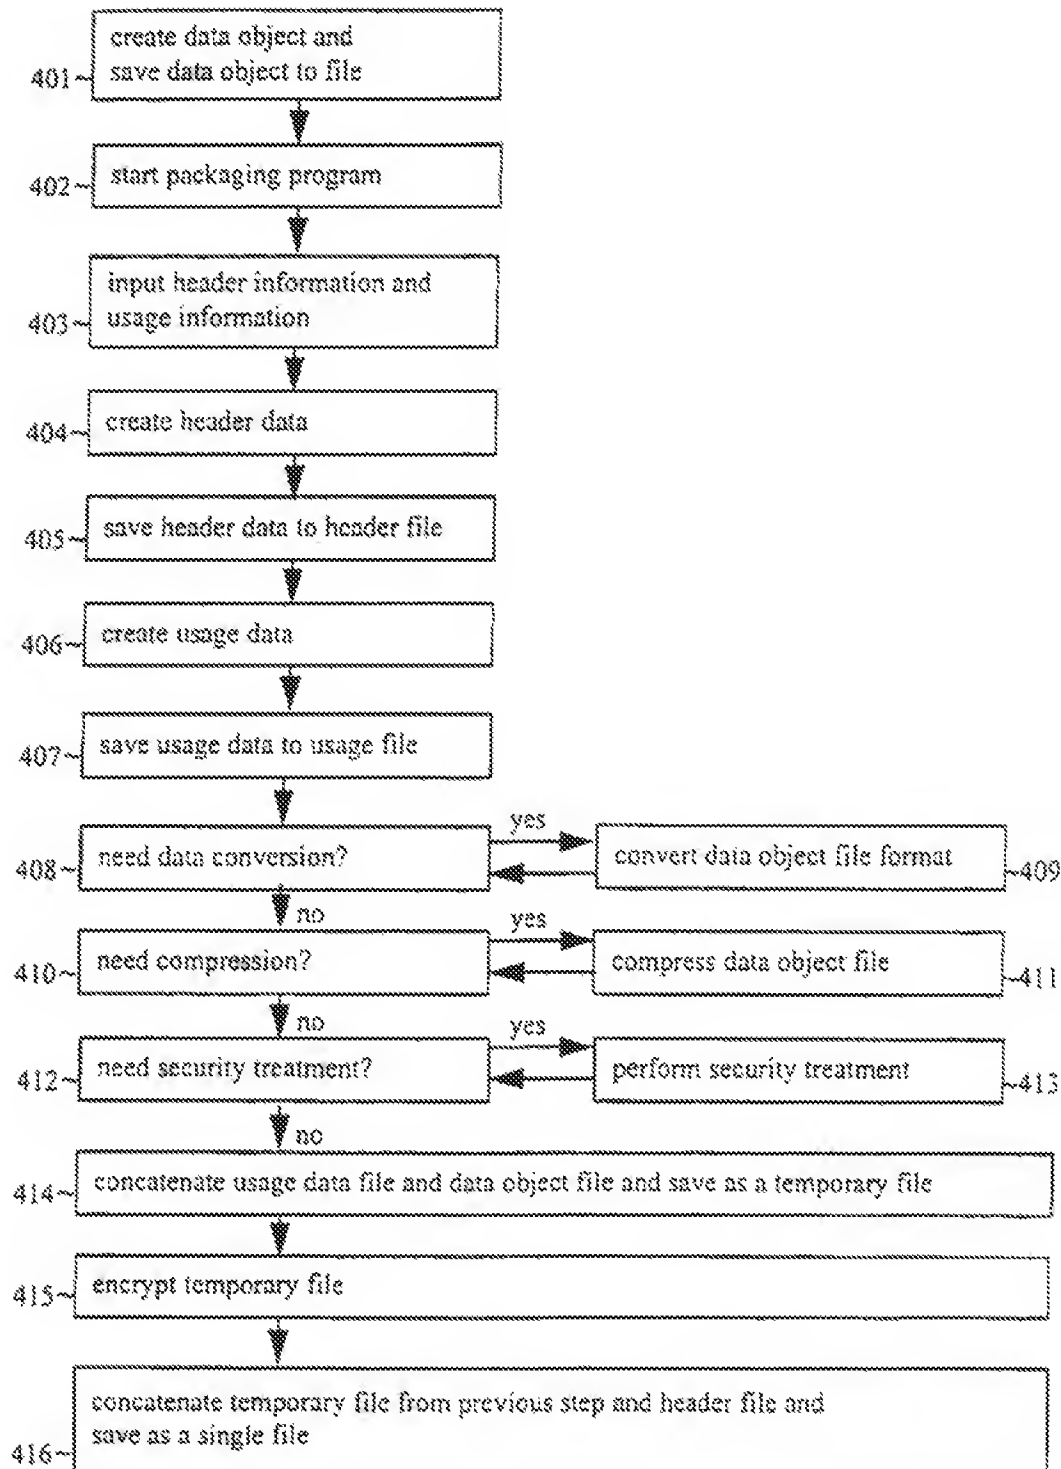 create data object and
save data object to file
401
start packaging program
402
input header information and
usage information
403
create header data
404
save header data to header file
405
create usage data
406
save usage data to usage file
407
yes
need data conversion?
convert data object file format
408
409
no
yes
need compression?
compress data object file
410
411
no
yes
need security treatment?
perform security treatment
412
413
no
concatenate usage data file and data object file and save as a temporary file
414
encrypt temporary file
415
concatenate temporary file from previous step and header file and
save as a single file
416